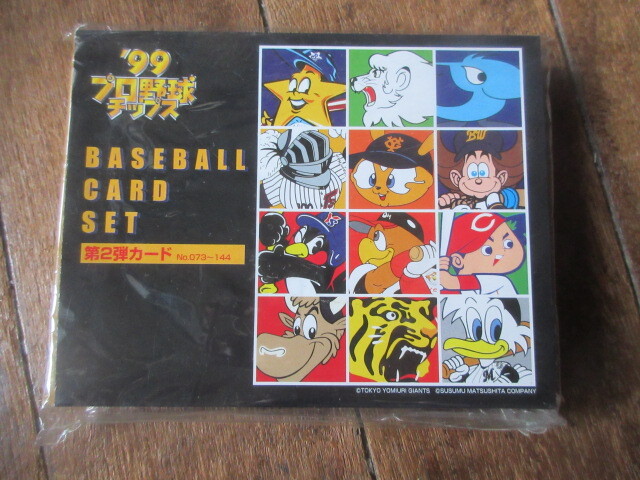 '99
プロ野球
チップス
BASEBALL
CARD
SET
第2弾カード No.073~144
©TOKYO YOMIURI GIANTS ©SUSUMU MATSUSHITA COMPANY